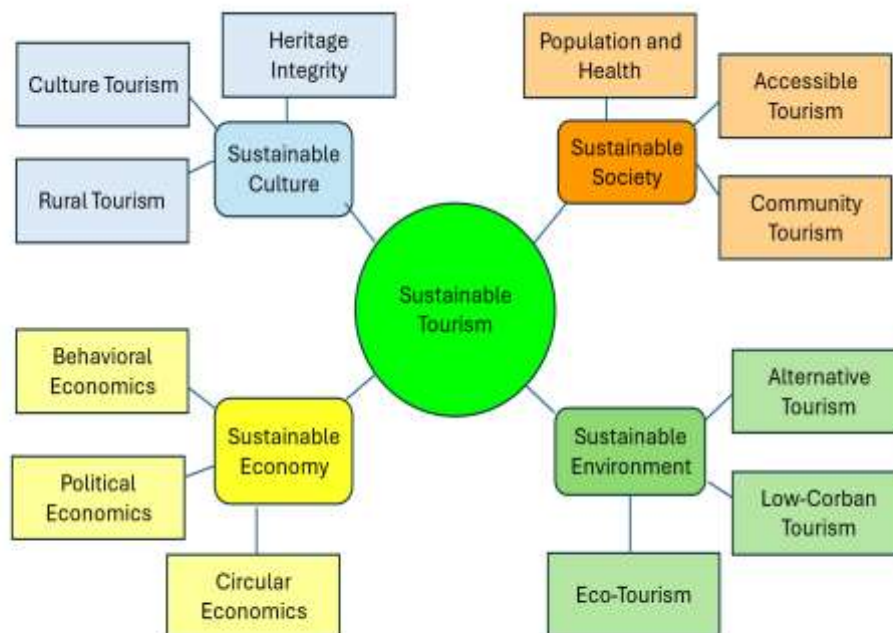 Heritage
Integrity
Culture Tourism
Rural Tourism
Sustainable
Culture
Population and
Health
Accessible
Tourism
Sustainable
Society
Community
Tourism
Sustainable
Tourism
Behavioral
Economics
Political
Economics
Sustainable
Economy
Circular
Economics
Alternative
Tourism
Sustainable
Environment
Low-Corban
Tourism
Eco-Tourism